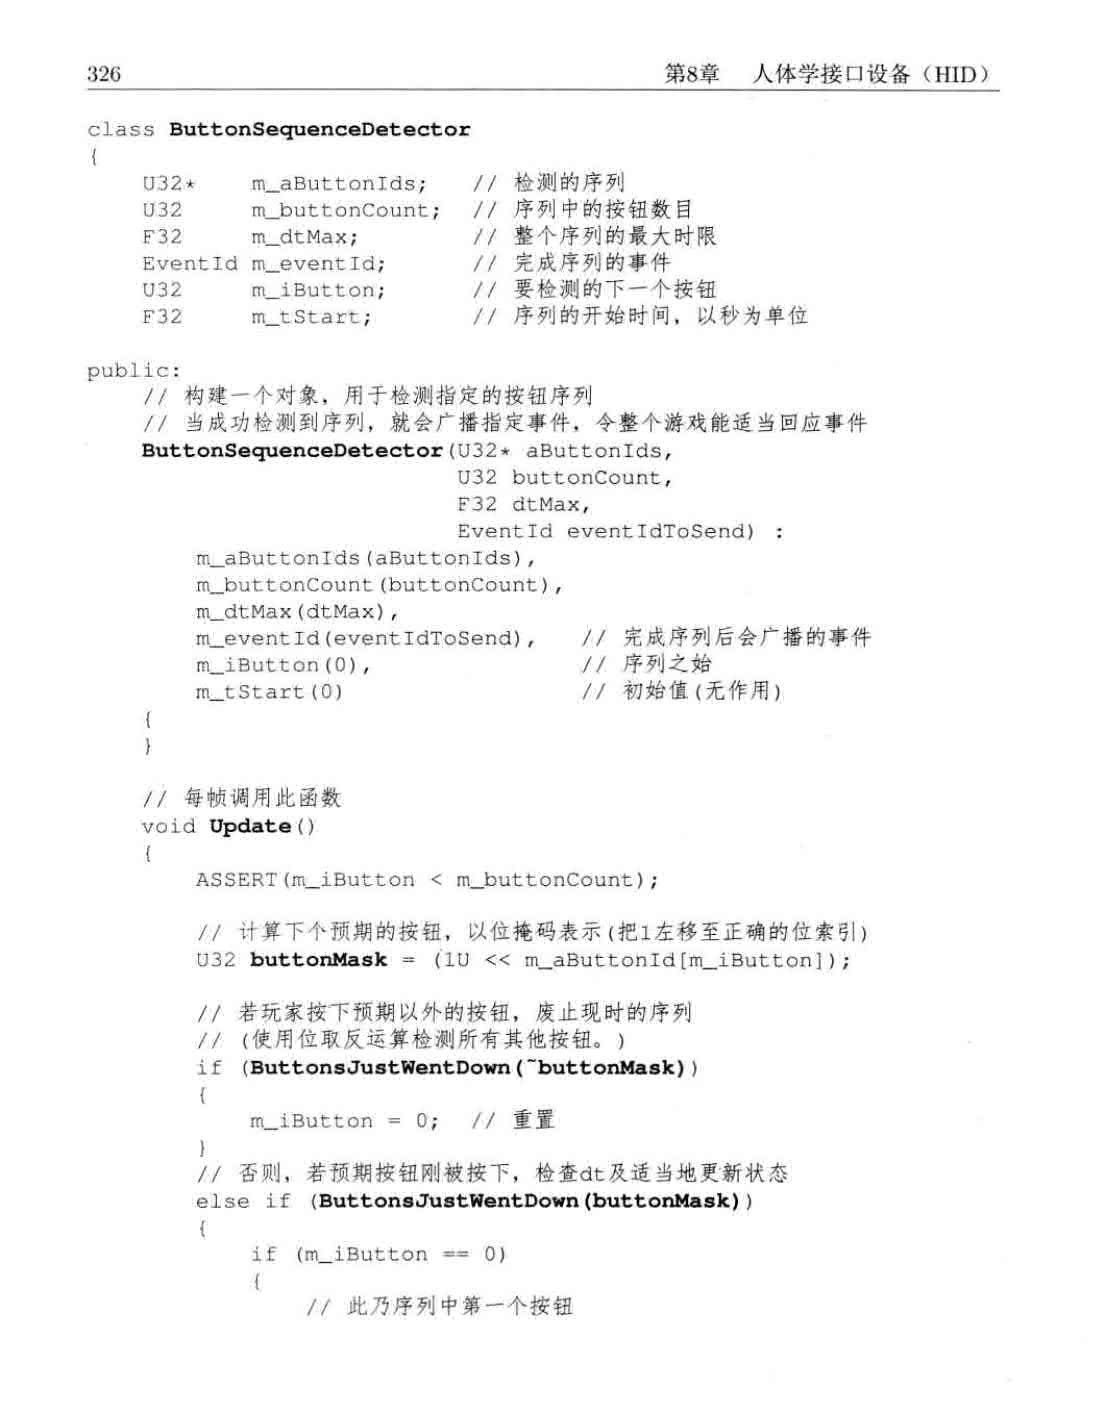 326 第8章 人体学接口设备（HID）
class ButtonSequenceDetector
{
    U32*    m_aButtonIds;   // 检测的序列
    U32     m_buttonCount;  // 序列中的按钮数目
    F32     m_dtMax;        // 整个序列的最大时限
    EventId m_eventId;      // 完成序列的事件
    U32     m_iButton;      // 要检测的下一个按钮
    F32     m_tStart;       // 序列的开始时间，以秒为单位
public:
    // 构建一个对象，用于检测指定的按钮序列
    // 当成功检测到序列，就会广播指定事件，令整个游戏能适当回应事件
    ButtonSequenceDetector(U32* aButtonIds,
                           U32 buttonCount,
                           F32 dtMax,
                           EventId eventIdToSend) :
        m_aButtonIds(aButtonIds),
        m_buttonCount(buttonCount),
        m_dtMax(dtMax),
        m_eventId(eventIdToSend),   // 完成序列后会广播的事件
        m_iButton(0),               // 序列之始
        m_tStart(0)                 // 初始值(无作用)
    {
    }
    // 每帧调用此函数
    void Update()
    {
        ASSERT(m_iButton < m_buttonCount);
        // 计算下个预期的按钮，以位掩码表示(把1左移至正确的位索引)
        U32 buttonMask = (1U << m_aButtonId[m_iButton]);
        // 若玩家按下预期以外的按钮，废止现时的序列
        // (使用位取反运算检测所有其他按钮。)
        if (ButtonsJustWentDown(~buttonMask))
        {
            m_iButton = 0;  // 重置
        }
        // 否则，若预期按钮刚被按下，检查dt及适当地更新状态
        else if (ButtonsJustWentDown(buttonMask))
        {
            if (m_iButton == 0)
            {
                // 此乃序列中第一个按钮